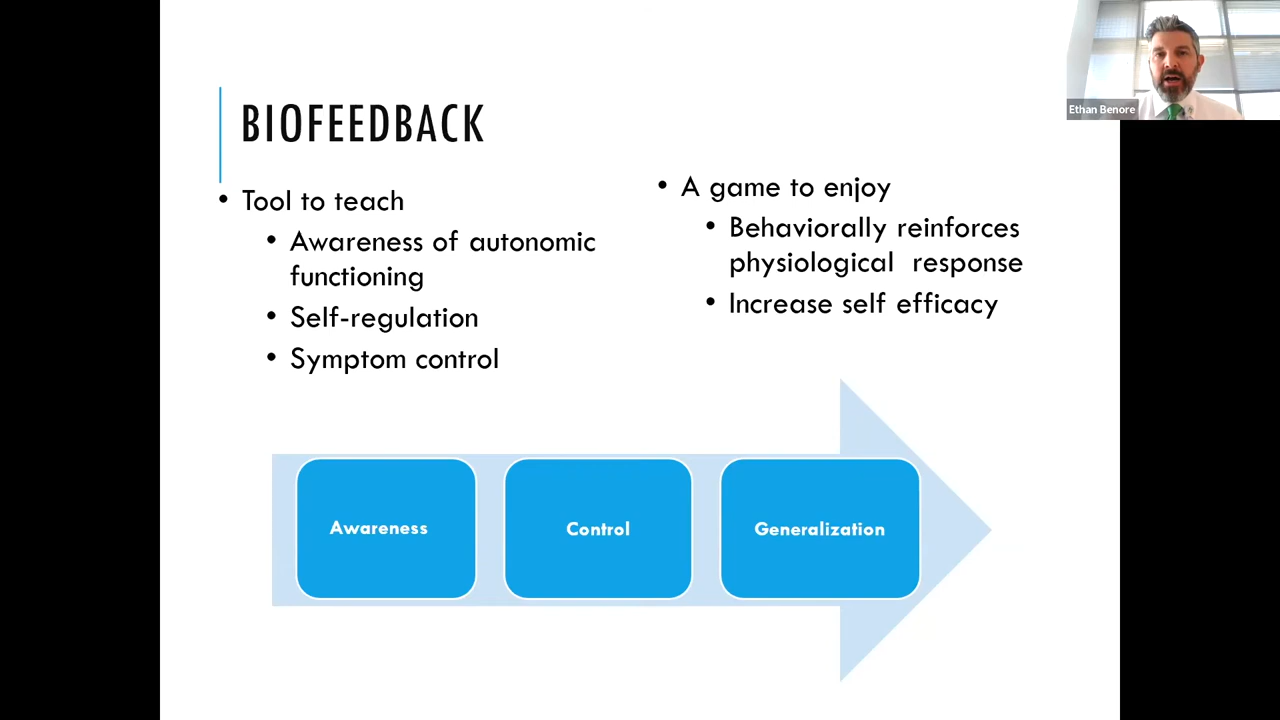 BIOFEEDBACK
• Tool to teach
• Awareness of autonomic
functioning
• Self-regulation
• Symptom control
• A game to enjoy
• Behaviorally reinforces
physiological  response
• Increase self efficacy
Awareness
Control
Generalization
Ethan Benore